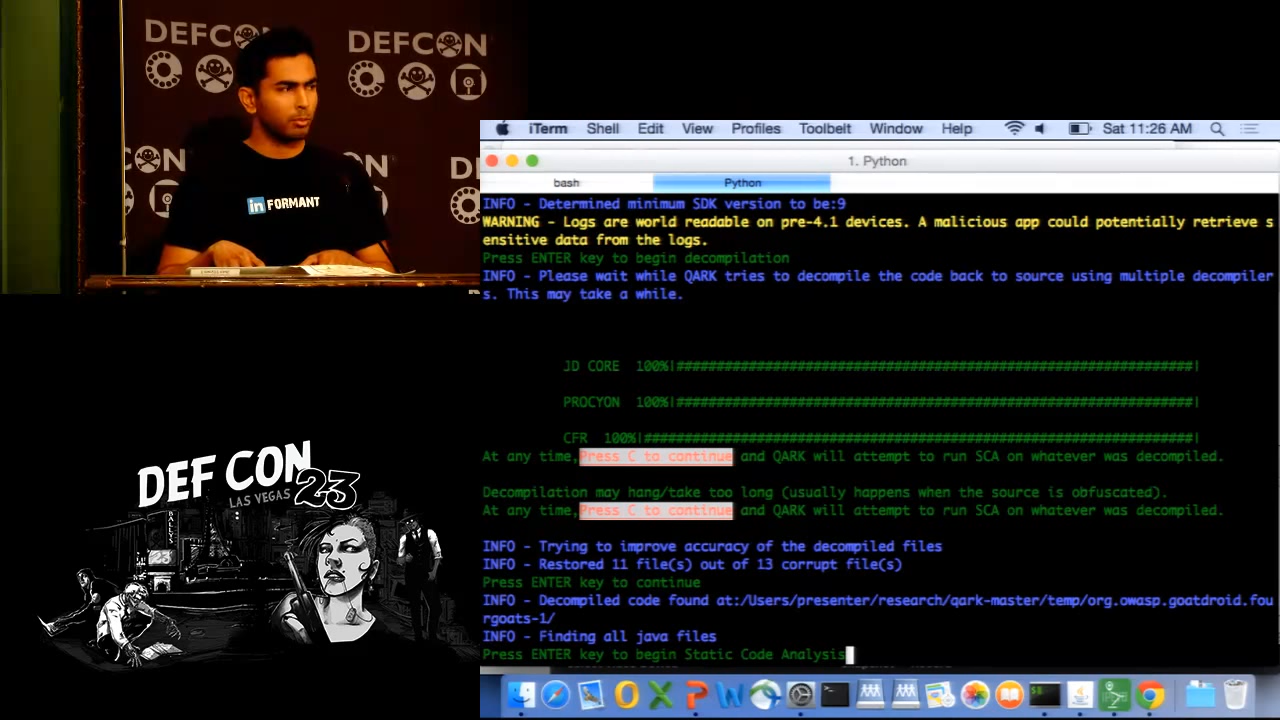 DEFCON DEFCON
CON D
in FORMANT
DEF CON
LAS VEGAS 23
BALLYS
23
iTerm Shell Edit View Profiles Toolbelt Window Help Sat 11:26 AM
1. Python
bash Python
INFO - Determined minimum SDK version to be:9
WARNING - Logs are world readable on pre-4.1 devices. A malicious app could potentially retrieve s
ensitive data from the logs.
Press ENTER key to begin decompilation
INFO - Please wait while QARK tries to decompile the code back to source using multiple decompiler
s. This may take a while.
JD CORE 100%|################################################################|
PROCYON 100%|################################################################|
CFR 100%|####################################################################|
At any time,Press C to continue and QARK will attempt to run SCA on whatever was decompiled.
Decompilation may hang/take too long (usually happens when the source is obfuscated).
At any time,Press C to continue and QARK will attempt to run SCA on whatever was decompiled.
INFO - Trying to improve accuracy of the decompiled files
INFO - Restored 11 file(s) out of 13 corrupt file(s)
Press ENTER key to continue
INFO - Decompiled code found at:/Users/presenter/research/qark-master/temp/org.owasp.goatdroid.fou
rgoats-1/
INFO - Finding all java files
Press ENTER key to begin Static Code Analysis